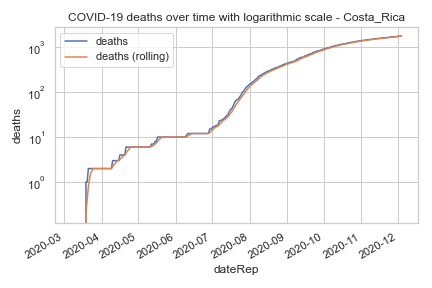 COVID-19 deaths over time with logarithmic scale - Costa_Rica
deaths
deaths (rolling)
10³
10²
10¹
10⁰
deaths
2020-03
2020-04
2020-05
2020-06
2020-07
2020-08
2020-09
2020-10
2020-11
2020-12
dateRep